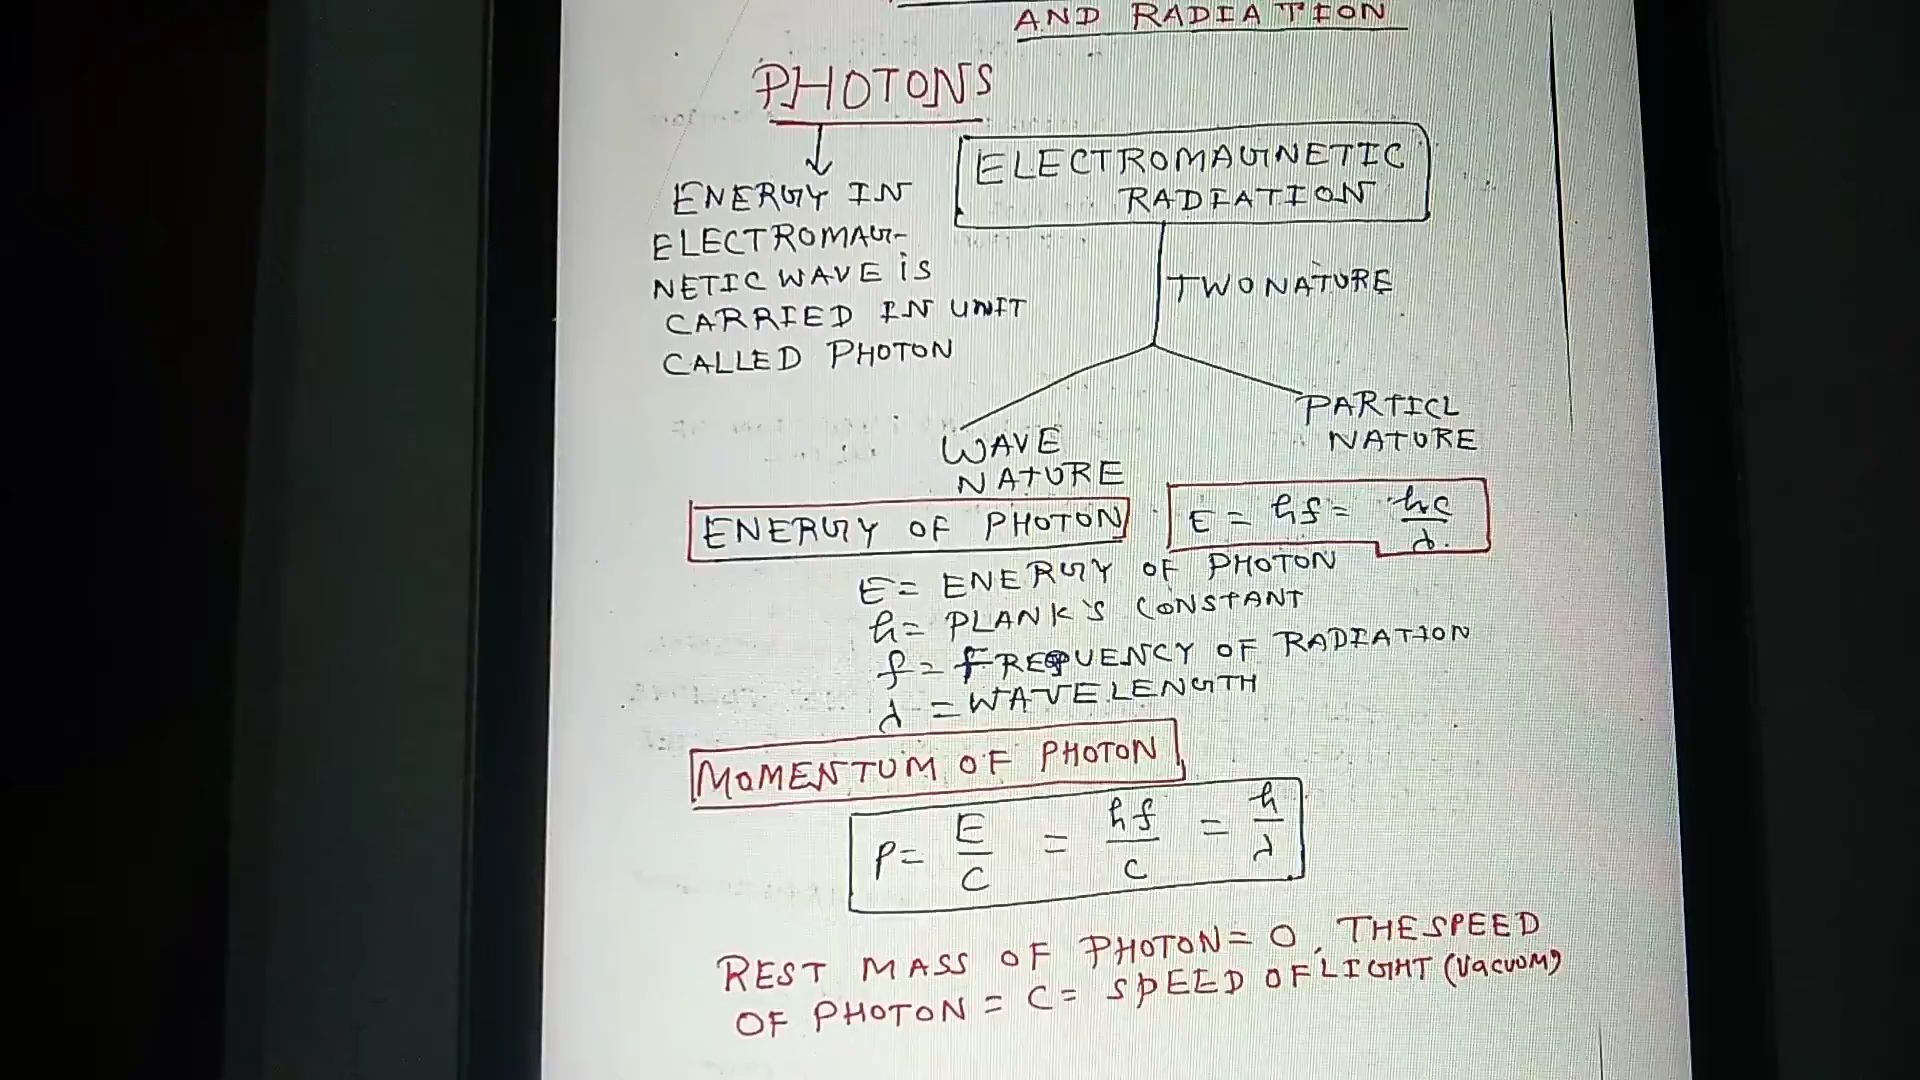 AND RADIATION
PHOTONS
ELECTROMAGNETIC
RADIATION
ENERGY IN
ELECTROMAG-
NETIC WAVE is
CARRIED IN UNIT
CALLED PHOTON
TWO NATURE
WAVE
NATURE
PARTICL
NATURE
ENERGY OF PHOTON
E = hf = hc/λ
E = ENERGY OF PHOTON
h = PLANK'S CONSTANT
f = FREQUENCY OF RADIATION
λ = WAVELENGTH
MOMENTUM OF PHOTON
P = E/C = hf/C = h/λ
REST MASS OF PHOTON = 0, THE SPEED
OF PHOTON = C = SPEED OF LIGHT (Vacuum)